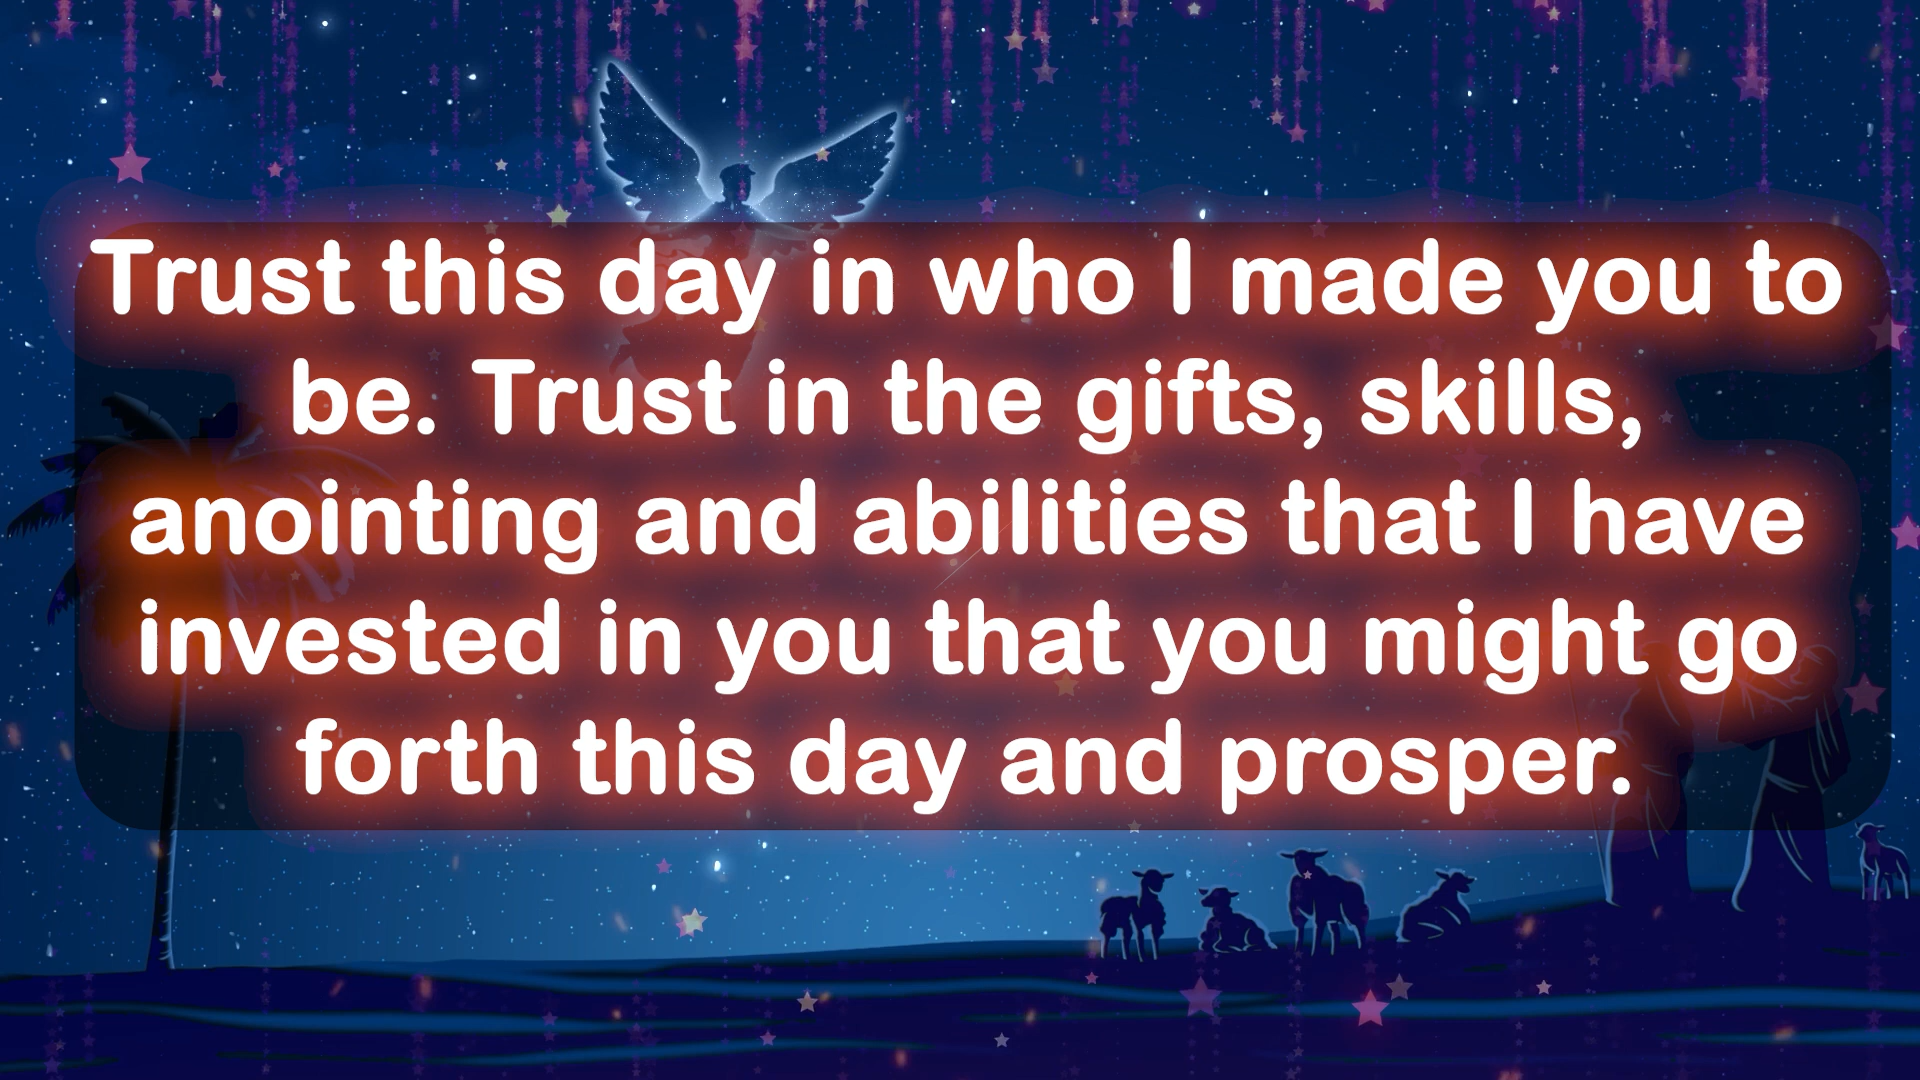 Trust this day in who I made you to
be. Trust in the gifts, skills,
anointing and abilities that I have
invested in you that you might go
forth this day and prosper.